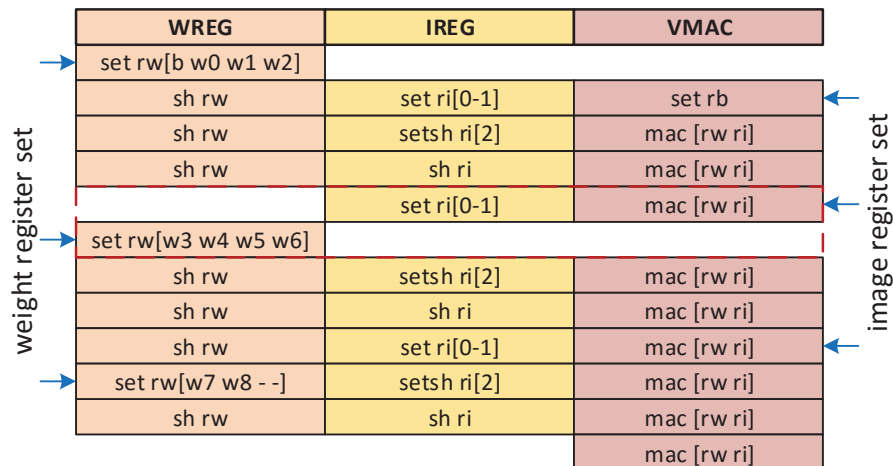 WREG IREG VMAC
set rw[b w0 w1 w2]
sh rw set ri[0-1] set rb
sh rw setsh ri[2] mac [rw ri]
sh rw sh ri mac [rw ri]
set ri[0-1] mac [rw ri]
set rw[w3 w4 w5 w6]
sh rw setsh ri[2] mac [rw ri]
sh rw sh ri mac [rw ri]
sh rw set ri[0-1] mac [rw ri]
set rw[w7 w8 - -] setsh ri[2] mac [rw ri]
sh rw sh ri mac [rw ri]
mac [rw ri]
weight register set
image register set